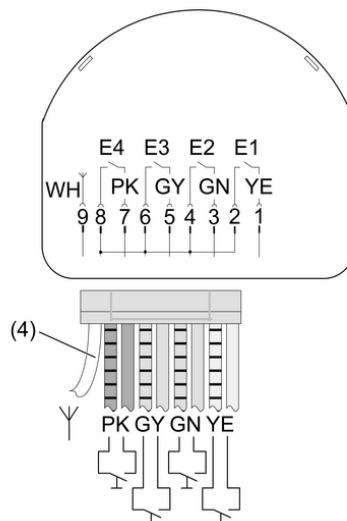 E4 E3 E2 E1
WH PK GY GN YE
9 8 7 6 5 4 3 2 1
(4)
PK GY GN YE